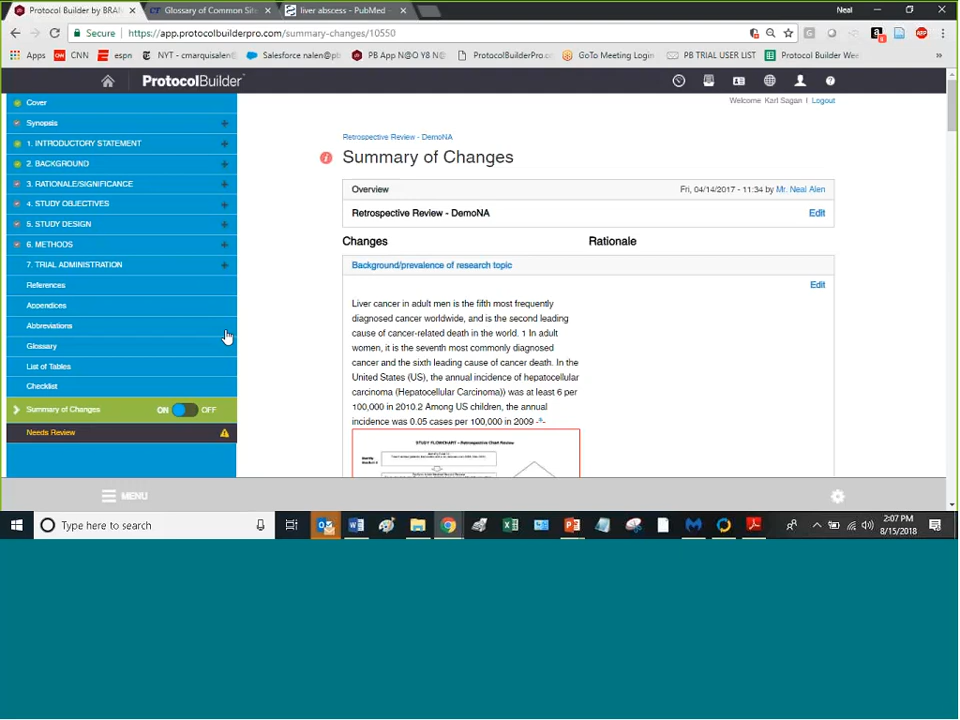 Protocol Builder by BRAN
Glossary of Common Sit
liver abscess - PubMed
Neal
Secure
https://app.protocolbuilderpro.com/summary-changes/10550
Apps
CNN
espn
NYT - cmarquisalen@
Salesforce nalen@p
PB App N@Q Y8 N@
ProtocolBuilderPro.c
GoTo Meeting Login
PB TRIAL USER LIST
Protocol Builder Wee
ProtocolBuilder
Welcome Karl Sagan / Logout
Cover
Synopsis
1. INTRODUCTORY STATEMENT
2. BACKGROUND
3. RATIONALE/SIGNIFICANCE
4. STUDY OBJECTIVES
5. STUDY DESIGN
6. METHODS
7. TRIAL ADMINISTRATION
References
Appendices
Abbreviations
Glossary
List of Tables
Checklist
Summary of Changes
ON
OFF
Needs Review
Retrospective Review - DemoNA
Summary of Changes
Overview
Fri, 04/14/2017 - 11:34 by Mr. Neal Alen
Retrospective Review - DemoNA
Edit
Changes
Rationale
Background/prevalence of research topic
Edit
Liver cancer in adult men is the fifth most frequently
diagnosed cancer worldwide, and is the second leading
cause of cancer-related death in the world. 1 In adult
women, it is the seventh most commonly diagnosed
cancer and the sixth leading cause of cancer death. In the
United States (US), the annual incidence of hepatocellular
carcinoma (Hepatocellular Carcinoma)) was at least 6 per
100,000 in 2010.2 Among US children, the annual
incidence was 0.05 cases per 100,000 in 2009
STUDY FLOWCHART – Retrospective Chart Review
MENU
Type here to search
2:07 PM
8/15/2018